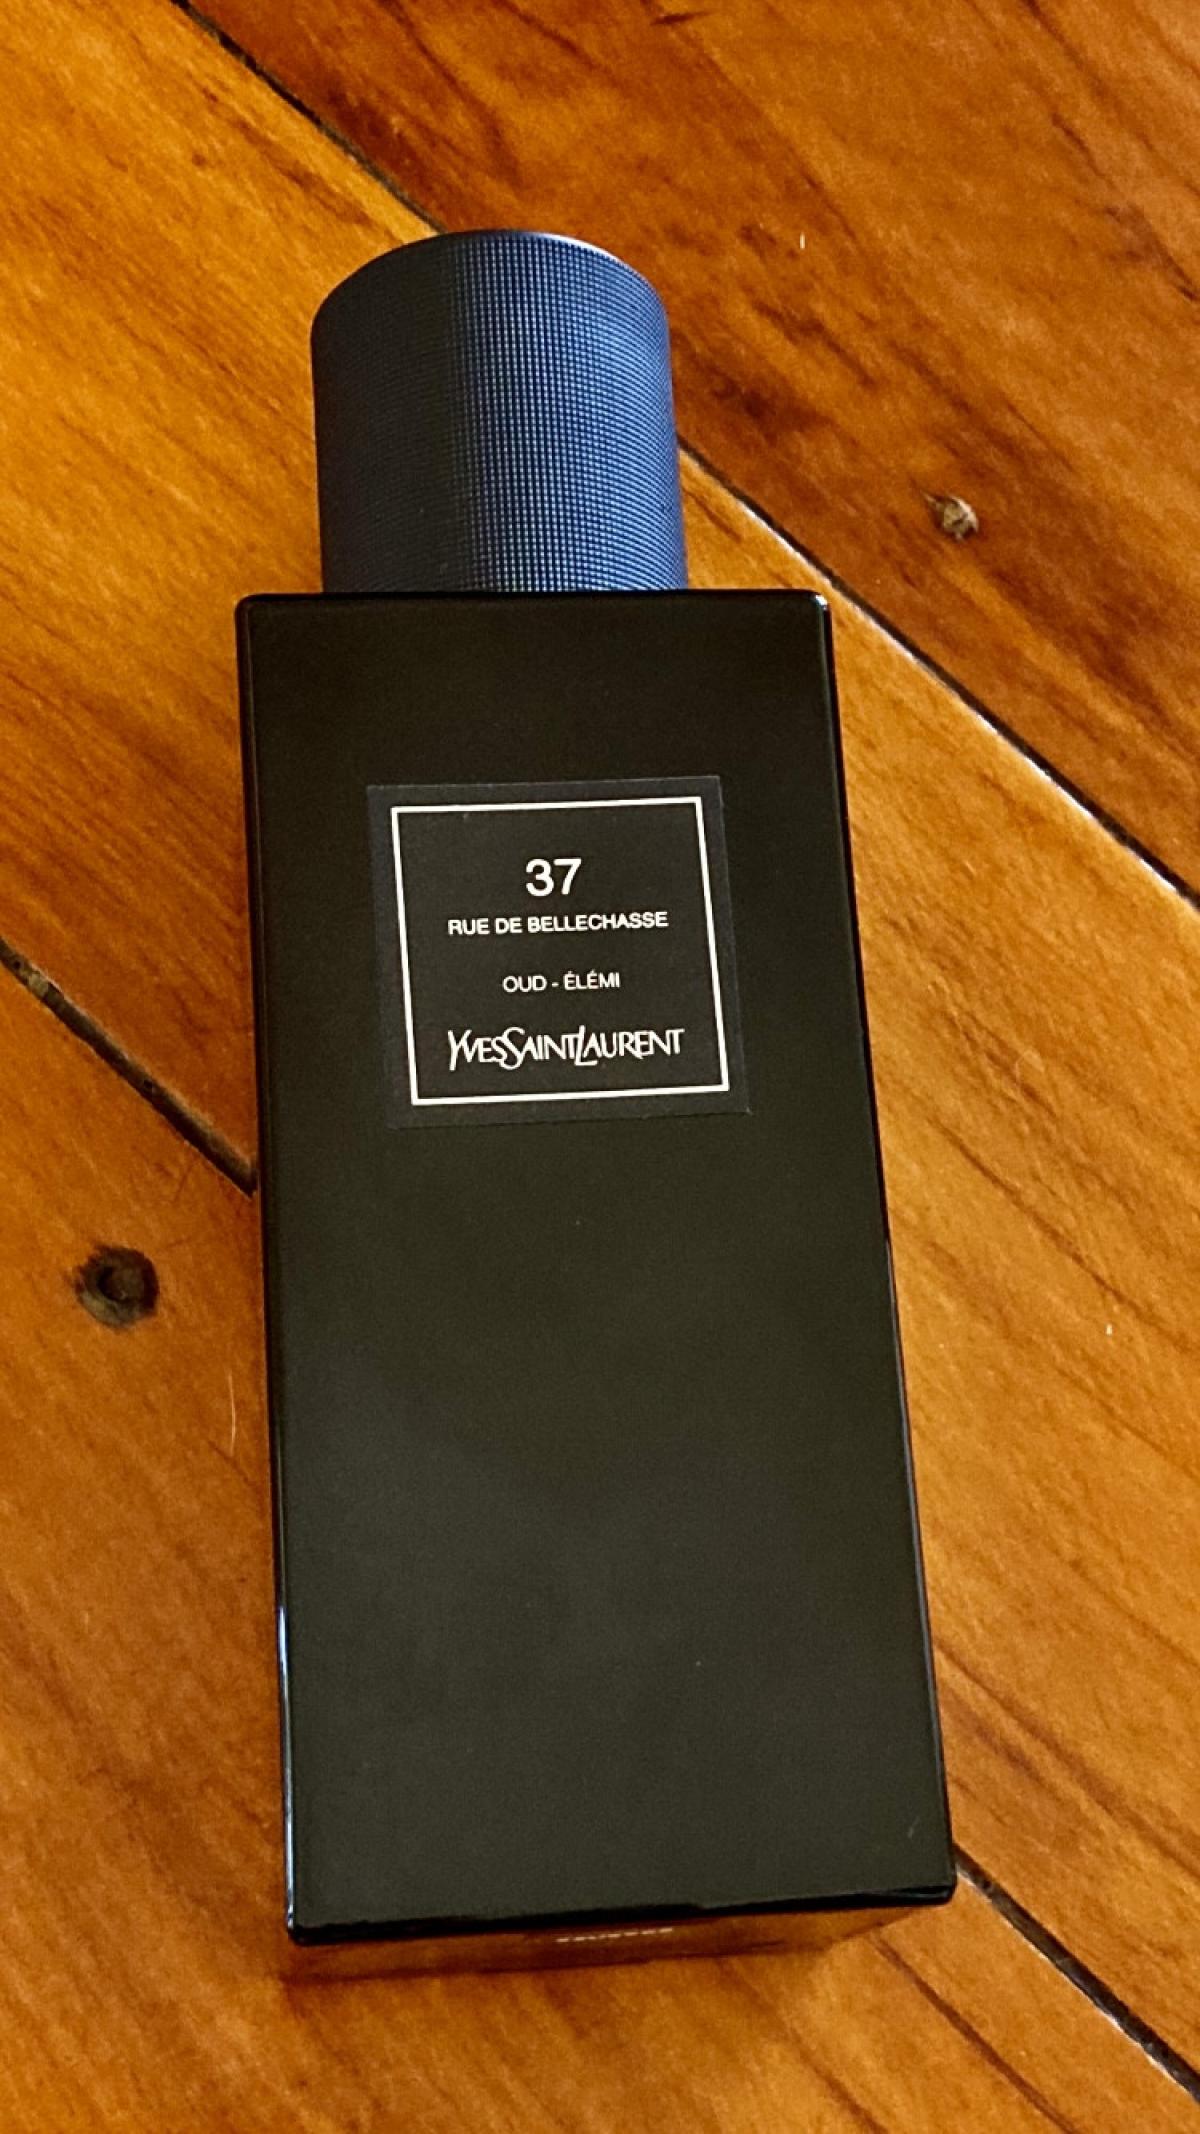 37
RUE DE BELLECHASSE
OUD - ÉLÉMI
YVESSAINTLAURENT